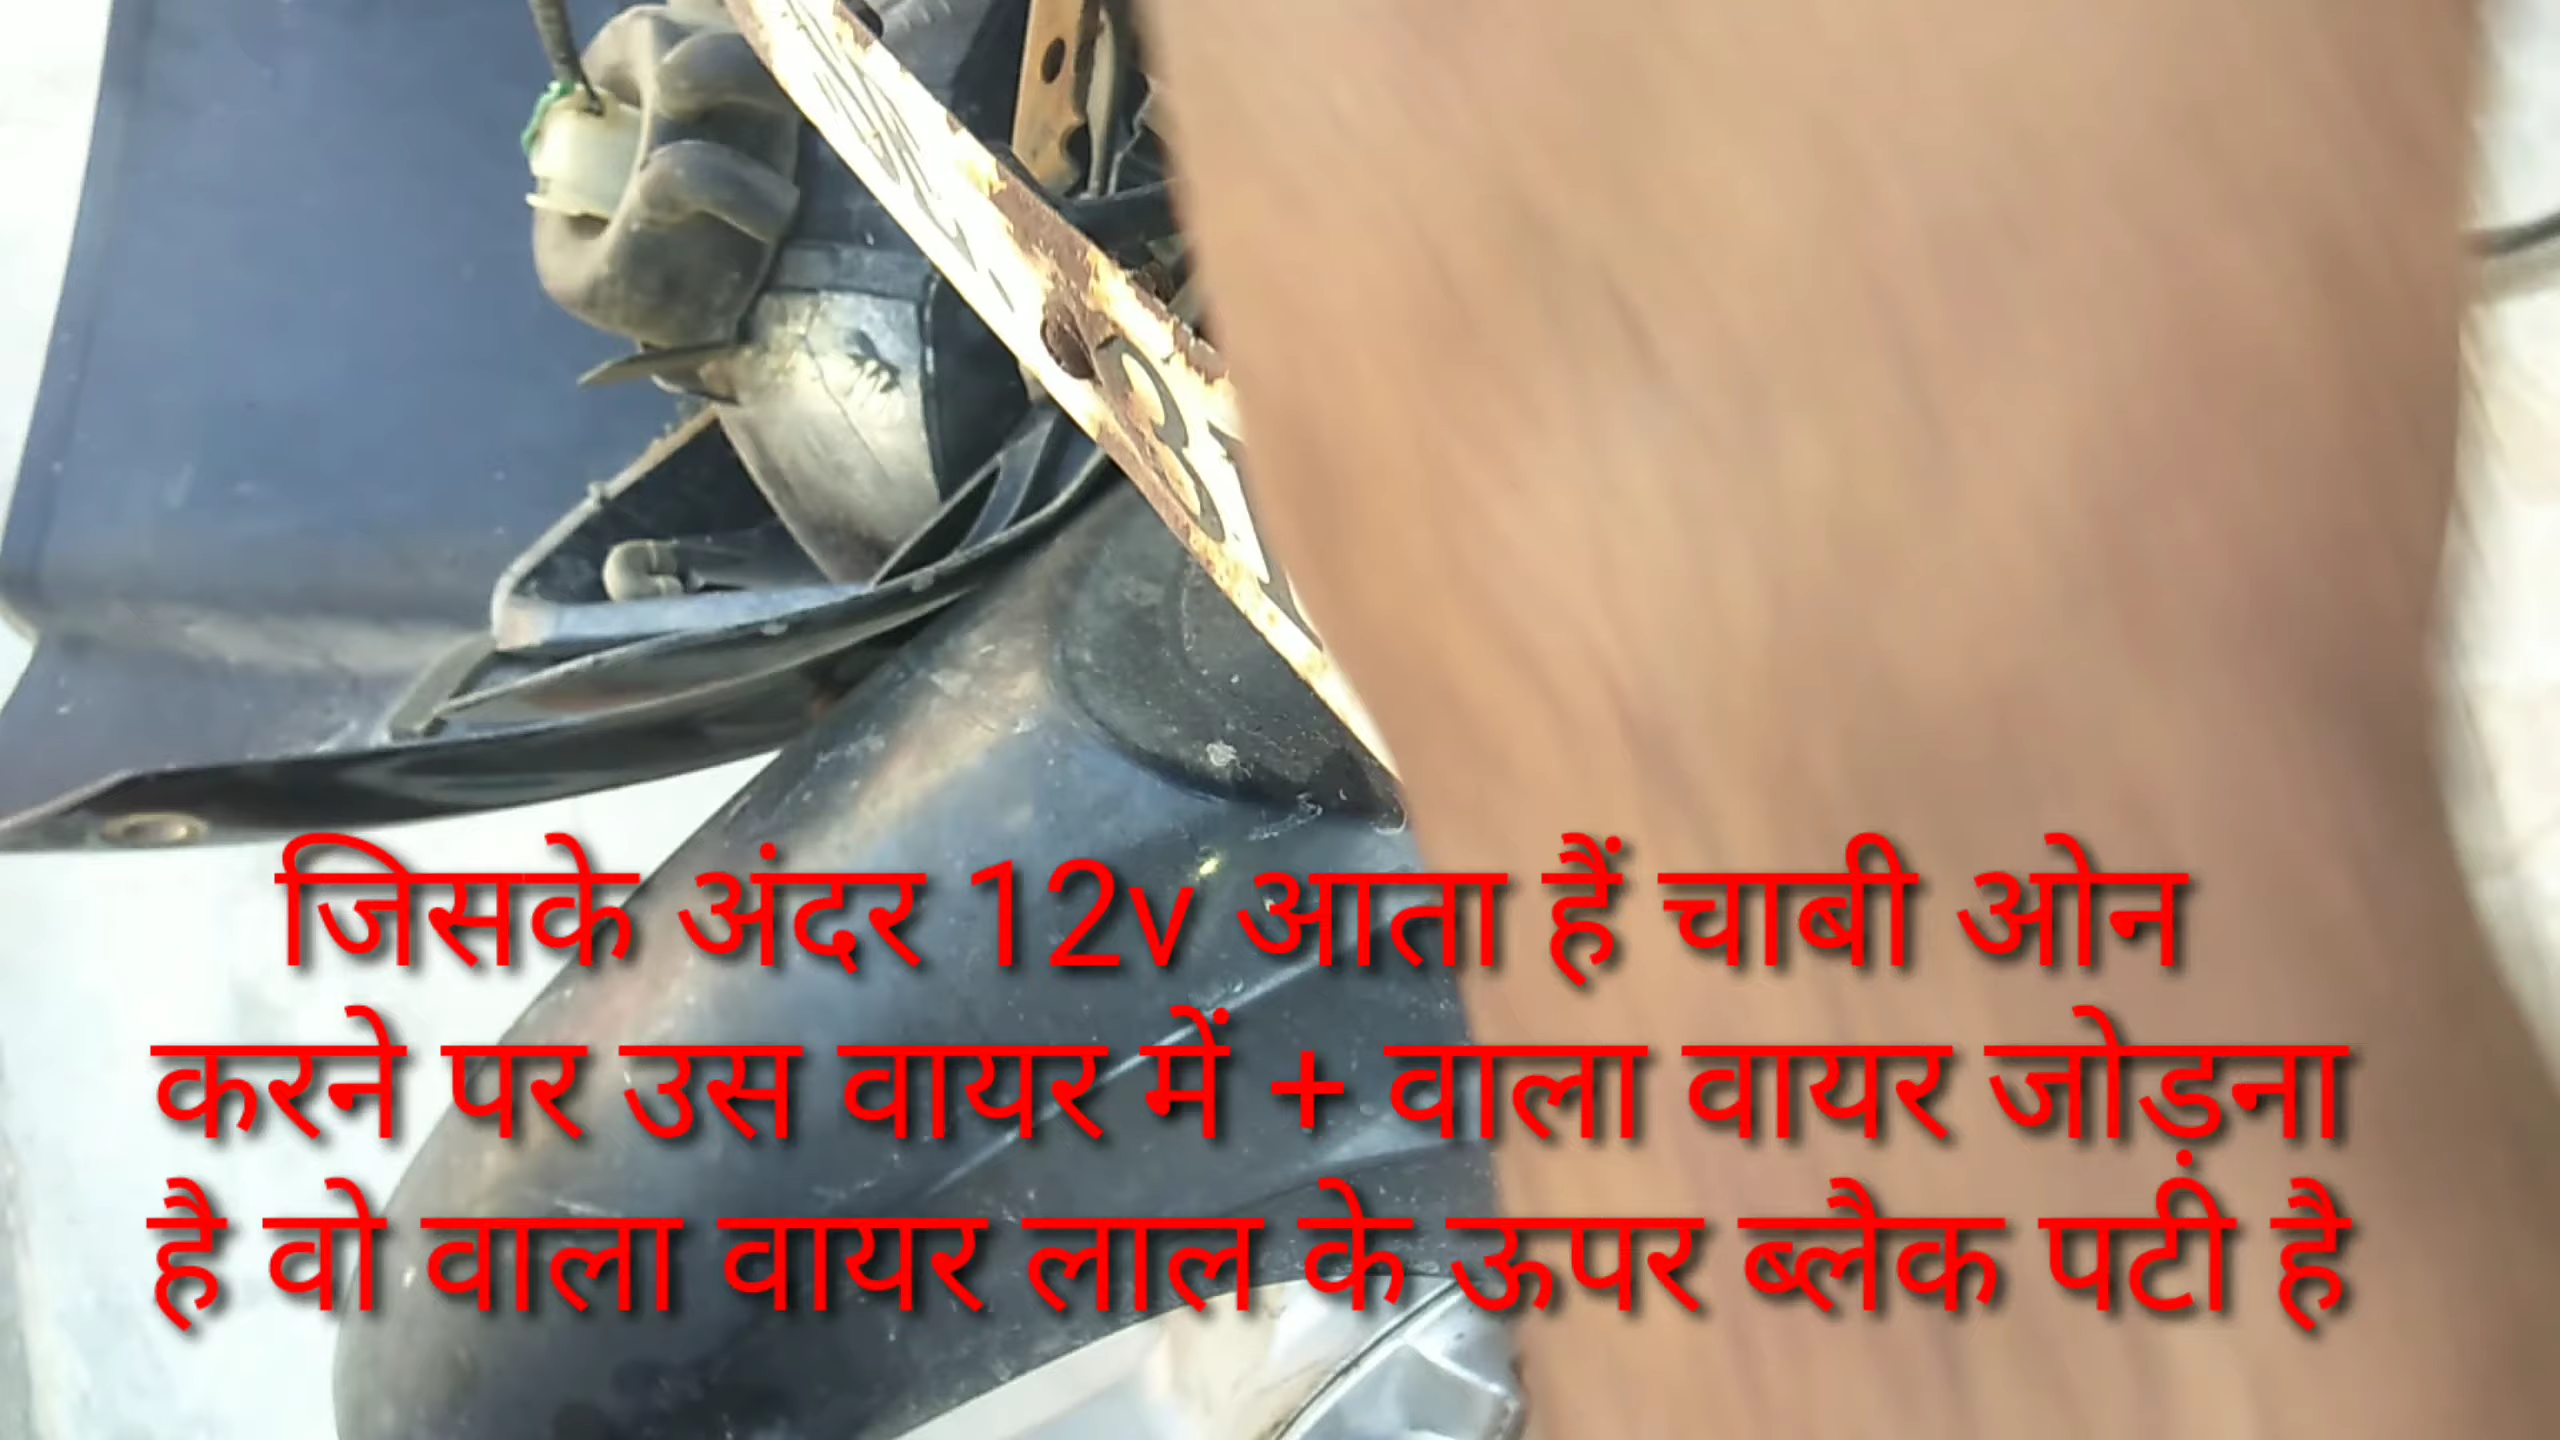 जिसके अंदर 12v आता हैं चाबी ओन
करने पर उस वायर में + वाला वायर जोड़ना
है वो वाला वायर लाल के ऊपर ब्लैक पटी है